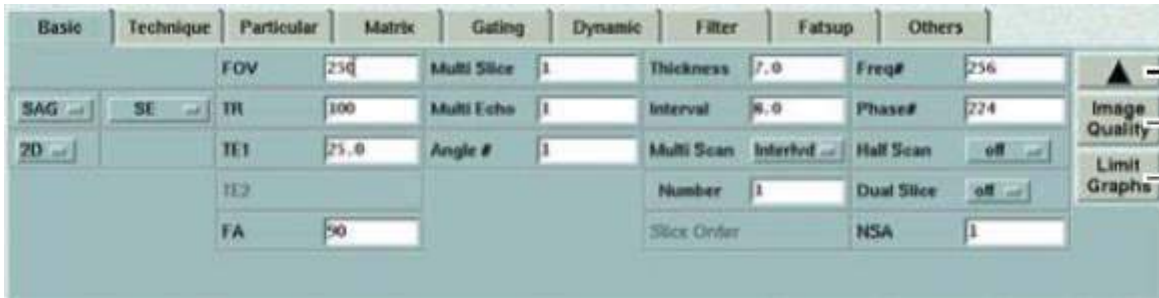 Basic Technique Particular Matrix Gating Dynamic Filter Fatsup Others
FOV 250 Multi Slice 1 Thickness 7.0 Freq# 256
SAG SE TR 300 Multi Echo 1 Interval 8.0 Phase# 224 Image Quality
2D TE1 25.0 Angle # 1 Multi Scan Interlvd Half Scan off Limit Graphs
TE2 Number 1 Dual Slice off
FA 90 Slice Order NSA 1